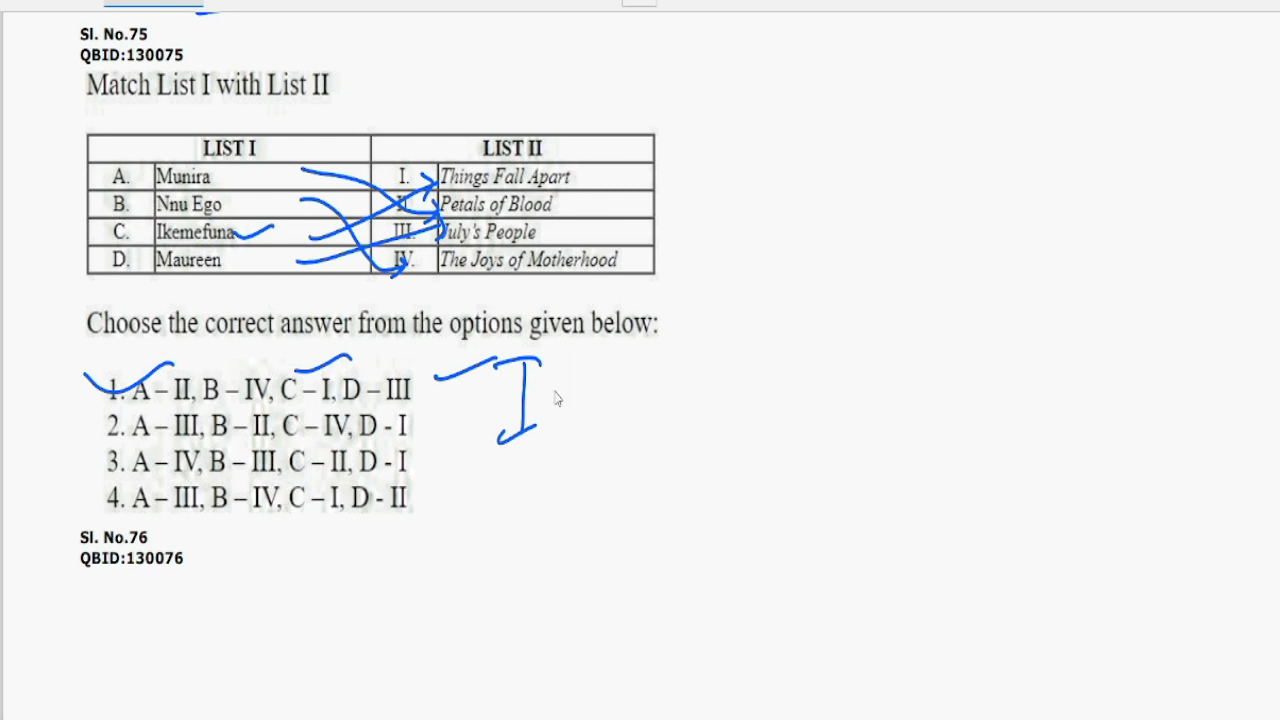 Sl. No.75
QBID:130075
Match List I with List II
LIST I LIST II
A. Munira I. Things Fall Apart
B. Nnu Ego II. Petals of Blood
C. Ikemefuna III. July's People
D. Maureen IV. The Joys of Motherhood
Choose the correct answer from the options given below:
1. A – II, B – IV, C – I, D – III
I
2. A – III, B – II, C – IV, D - I
3. A – IV, B – III, C – II, D - I
4. A – III, B – IV, C – I, D - II
Sl. No.76
QBID:130076